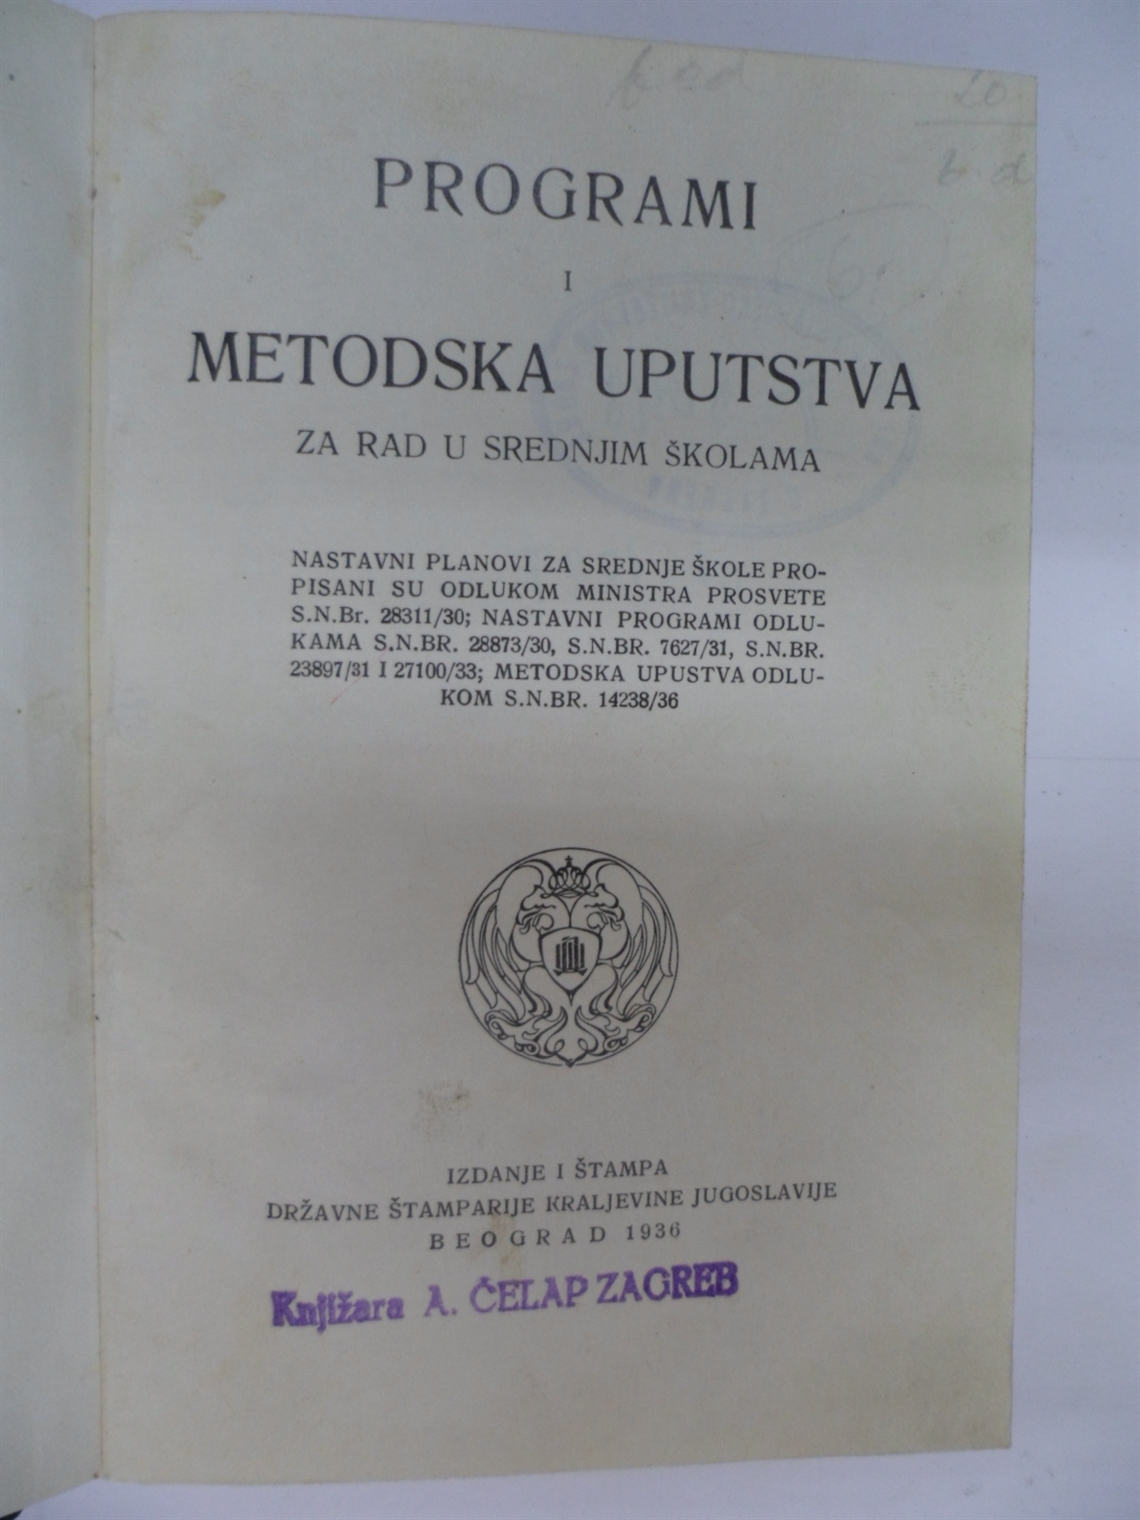 PROGRAMI
I
METODSKA UPUTSTVA
ZA RAD U SREDNJIM ŠKOLAMA
NASTAVNI PLANOVI ZA SREDNJE ŠKOLE PRO-
PISANI SU ODLUKOM MINISTRA PROSVETE
S.N.Br. 28311/30; NASTAVNI PROGRAMI ODLU-
KAMA S.N.BR. 28873/30, S.N.BR. 7627/31, S.N.BR.
23897/31 I 27100/33; METODSKA UPUSTVA ODLU-
KOM S.N.BR. 14238/36
IZDANJE I ŠTAMPA
DRŽAVNE ŠTAMPARIJE KRALJEVINE JUGOSLAVIJE
BEOGRAD 1936
Knjižara A. ČELAP ZAGREB